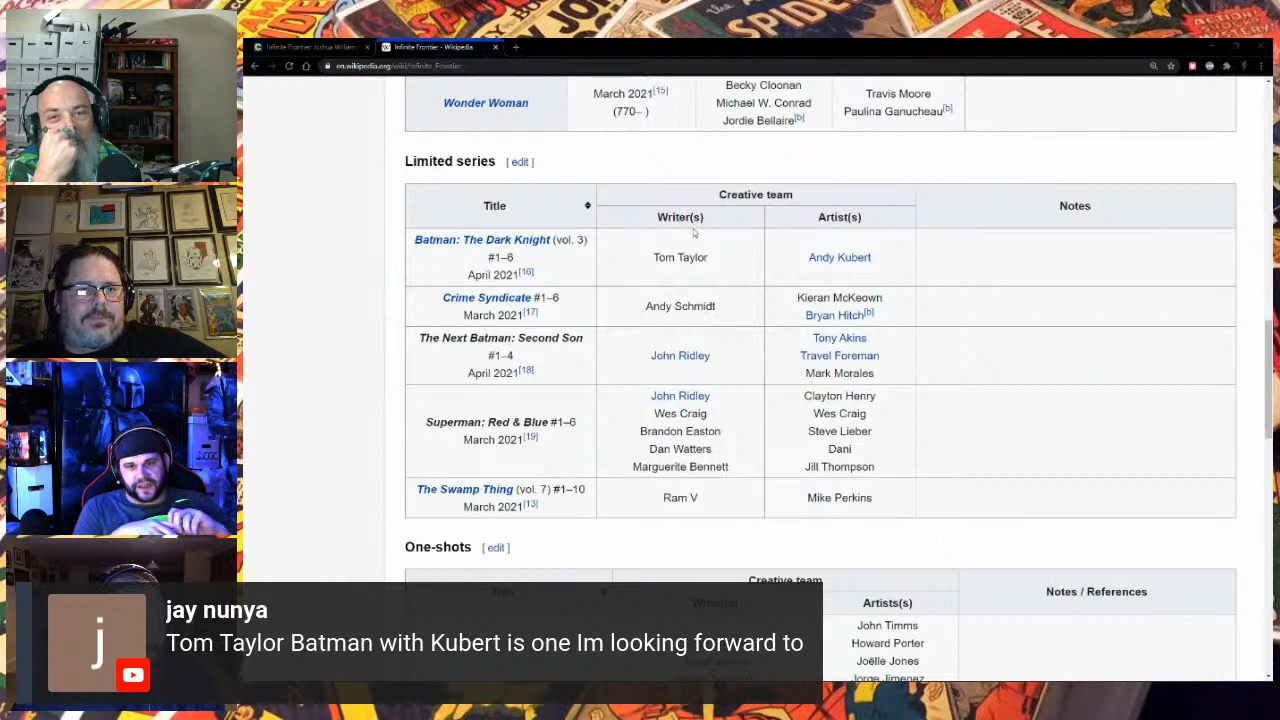 Infinite Frontier: Joshua William
Infinite Frontier - Wikipedia
en.wikipedia.org/wiki/Infinite_Frontier
Wonder Woman
March 2021[15]
(770– )
Becky Cloonan
Michael W. Conrad
Jordie Bellaire[b]
Travis Moore
Paulina Ganucheau[b]
Limited series [ edit ]
Title
Creative team
Writer(s)
Artist(s)
Notes
Batman: The Dark Knight (vol. 3)
#1–6
April 2021[16]
Tom Taylor
Andy Kubert
Crime Syndicate #1–6
March 2021[17]
Andy Schmidt
Kieran McKeown
Bryan Hitch[b]
The Next Batman: Second Son
#1–4
April 2021[18]
John Ridley
Tony Akins
Travel Foreman
Mark Morales
Superman: Red & Blue #1–6
March 2021[19]
John Ridley
Wes Craig
Brandon Easton
Dan Watters
Marguerite Bennett
Clayton Henry
Wes Craig
Steve Lieber
Dani
Jill Thompson
The Swamp Thing (vol. 7) #1–10
March 2021[13]
Ram V
Mike Perkins
One-shots [ edit ]
Title
Creative team
Writer(s)
Artists(s)
Notes / References
John Timms
Howard Porter
Joëlle Jones
Jorge Jimenez
j
jay nunya
Tom Taylor Batman with Kubert is one Im looking forward to